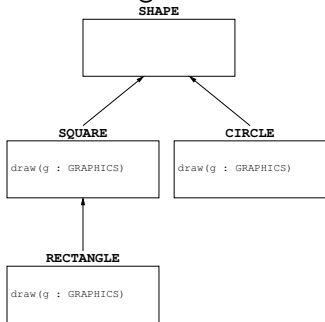 SHAPE
SQUARE
CIRCLE
draw(g : GRAPHICS)
draw(g : GRAPHICS)
RECTANGLE
draw(g : GRAPHICS)